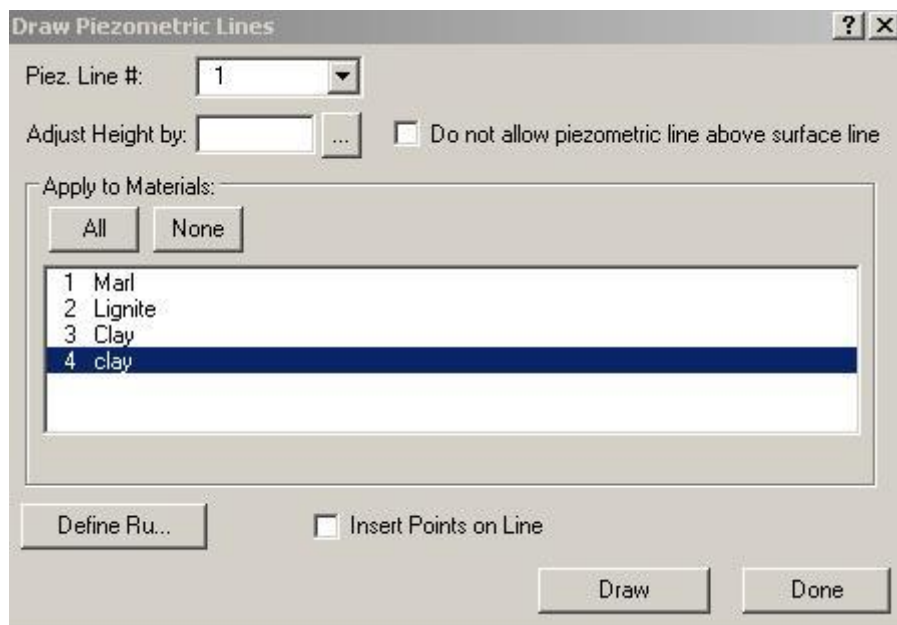 Draw Piezometric Lines ? X
Piez. Line #: 1
Adjust Height by: ... Do not allow piezometric line above surface line
Apply to Materials:
All None
1 Marl
2 Lignite
3 Clay
4 clay
Define Ru... Insert Points on Line
Draw Done